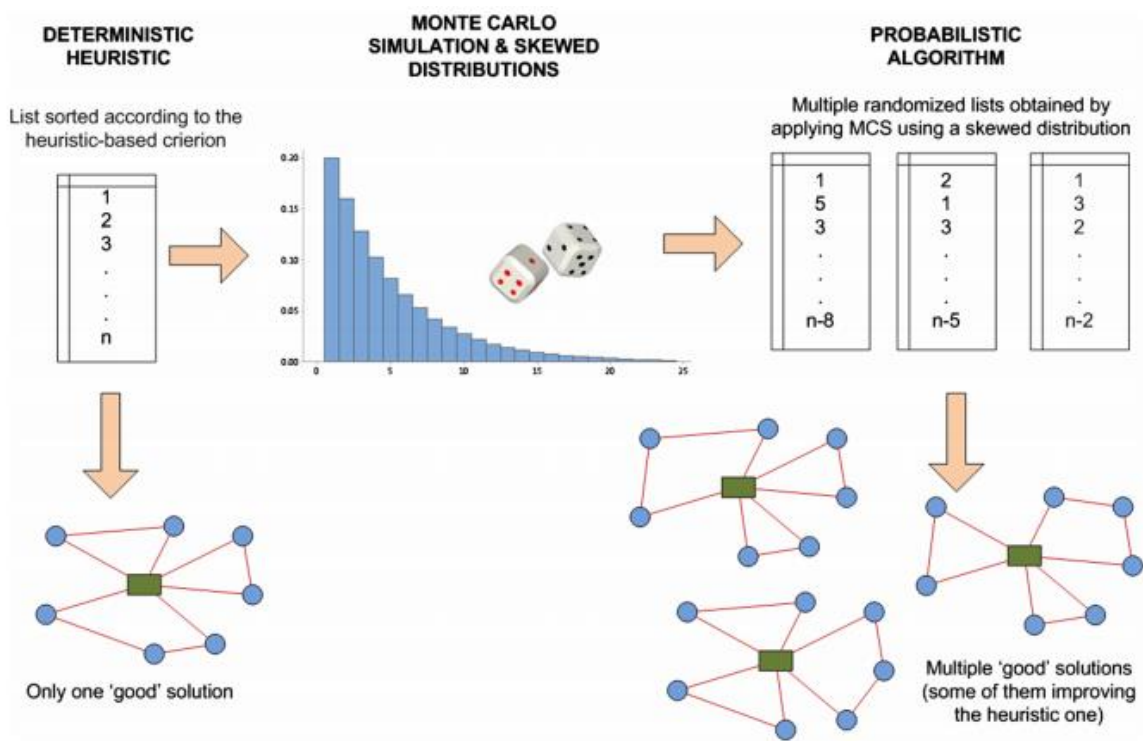 DETERMINISTIC
HEURISTIC
List sorted according to the
heuristic-based crierion
1
2
3
.
.
.
n
Only one ‘good’ solution
MONTE CARLO
SIMULATION & SKEWED
DISTRIBUTIONS
0.20
0.15
0.10
0.05
0.00
0 5 10 15 20 25
PROBABILISTIC
ALGORITHM
Multiple randomized lists obtained by
applying MCS using a skewed distribution
1
5
3
.
.
.
n-8
2
1
3
.
.
.
n-5
1
3
2
.
.
.
n-2
Multiple ‘good’ solutions
(some of them improving
the heuristic one)